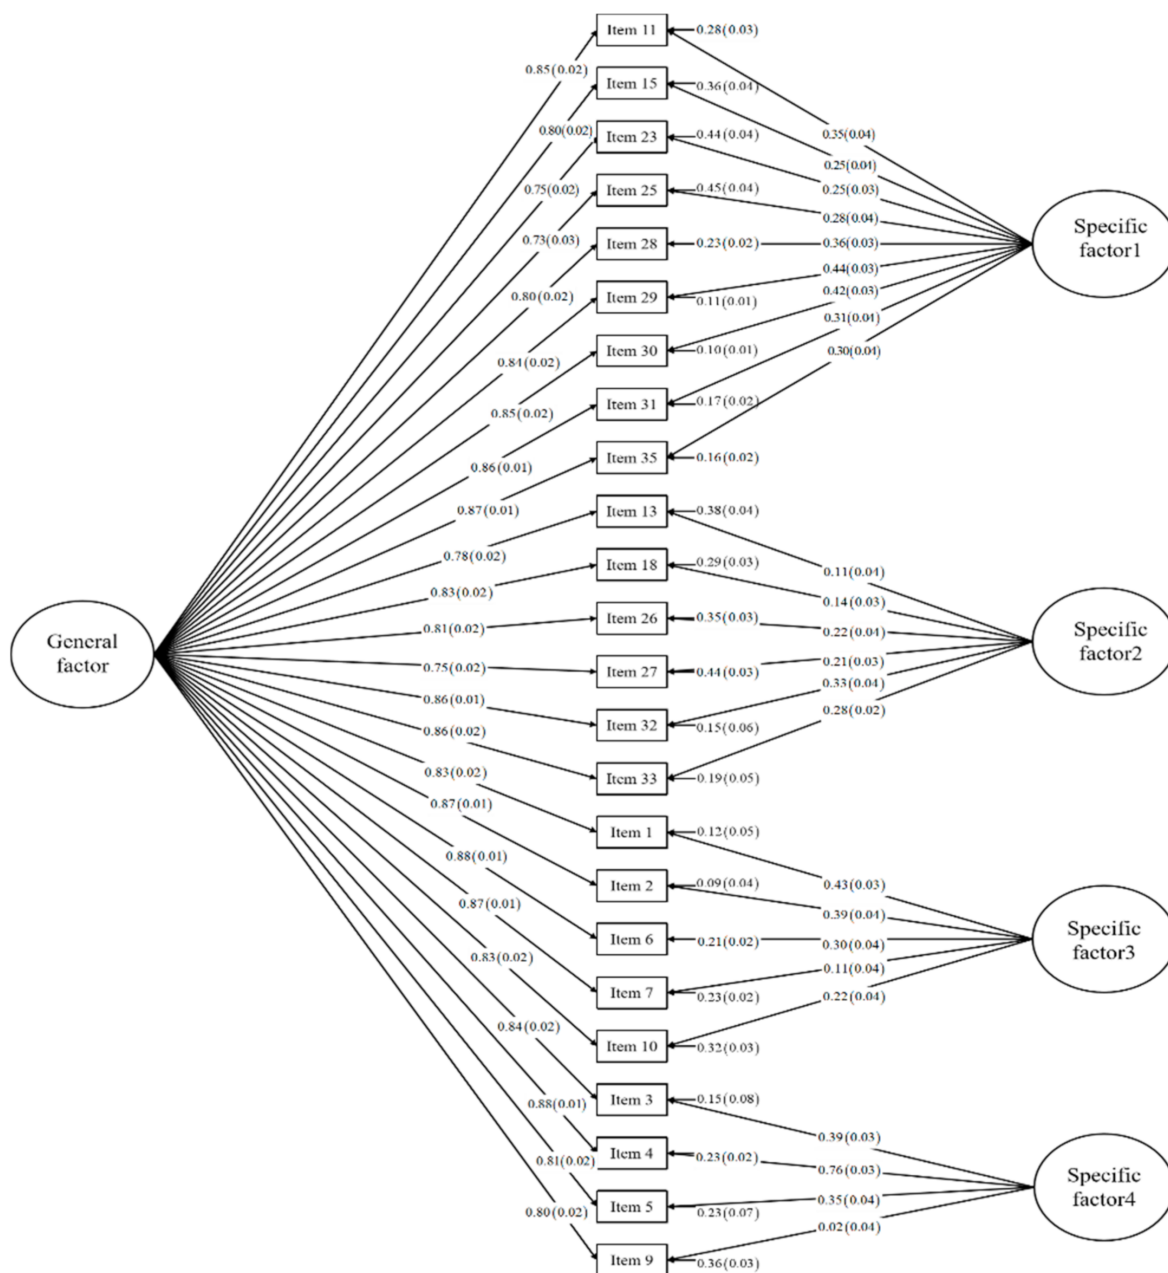 Item 11
0.28(0.03)
0.85(0.02)
Item 15
0.36(0.04)
0.80(0.02)
Item 23
0.44(0.04)
0.35(0.04)
0.25(0.04)
0.75(0.02)
Item 25
0.45(0.04)
0.25(0.03)
0.28(0.04)
0.73(0.03)
Item 28
0.23(0.02)
0.36(0.03)
Specific
factor1
0.80(0.02)
Item 29
0.11(0.01)
0.44(0.03)
0.42(0.03)
0.31(0.04)
0.84(0.02)
Item 30
0.10(0.01)
0.30(0.04)
0.85(0.02)
Item 31
0.17(0.02)
0.86(0.01)
Item 35
0.16(0.02)
0.87(0.01)
Item 13
0.38(0.04)
0.78(0.02)
Item 18
0.29(0.03)
0.11(0.04)
0.83(0.02)
0.14(0.03)
0.81(0.02)
Item 26
0.35(0.03)
0.22(0.04)
General
factor
Specific
factor2
0.75(0.02)
Item 27
0.44(0.03)
0.21(0.03)
0.33(0.04)
0.86(0.01)
Item 32
0.15(0.06)
0.28(0.02)
0.86(0.02)
Item 33
0.19(0.05)
0.83(0.02)
0.87(0.01)
Item 1
0.12(0.05)
0.88(0.01)
Item 2
0.09(0.04)
0.43(0.03)
0.39(0.04)
0.87(0.01)
Item 6
0.21(0.02)
0.30(0.04)
Specific
factor3
0.83(0.02)
0.11(0.04)
Item 7
0.23(0.02)
0.22(0.04)
0.84(0.02)
Item 10
0.32(0.03)
0.88(0.01)
Item 3
0.15(0.08)
0.39(0.03)
0.81(0.02)
Item 4
0.23(0.02)
0.76(0.03)
Specific
factor4
0.80(0.02)
Item 5
0.23(0.07)
0.35(0.04)
0.02(0.04)
Item 9
0.36(0.03)